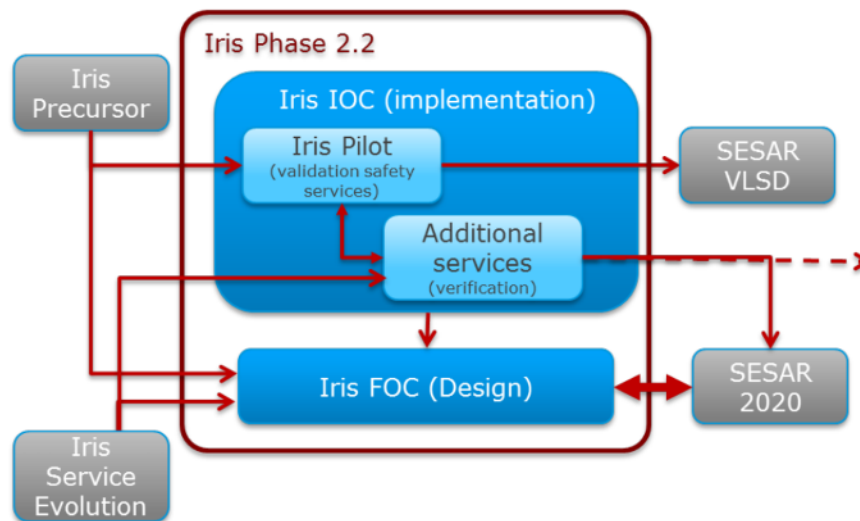 Iris Phase 2.2
Iris
Precursor
Iris IOC (implementation)
Iris Pilot
(validation safety
services)
SESAR
VLSD
Additional
services
(verification)
Iris FOC (Design)
SESAR
2020
Iris
Service
Evolution